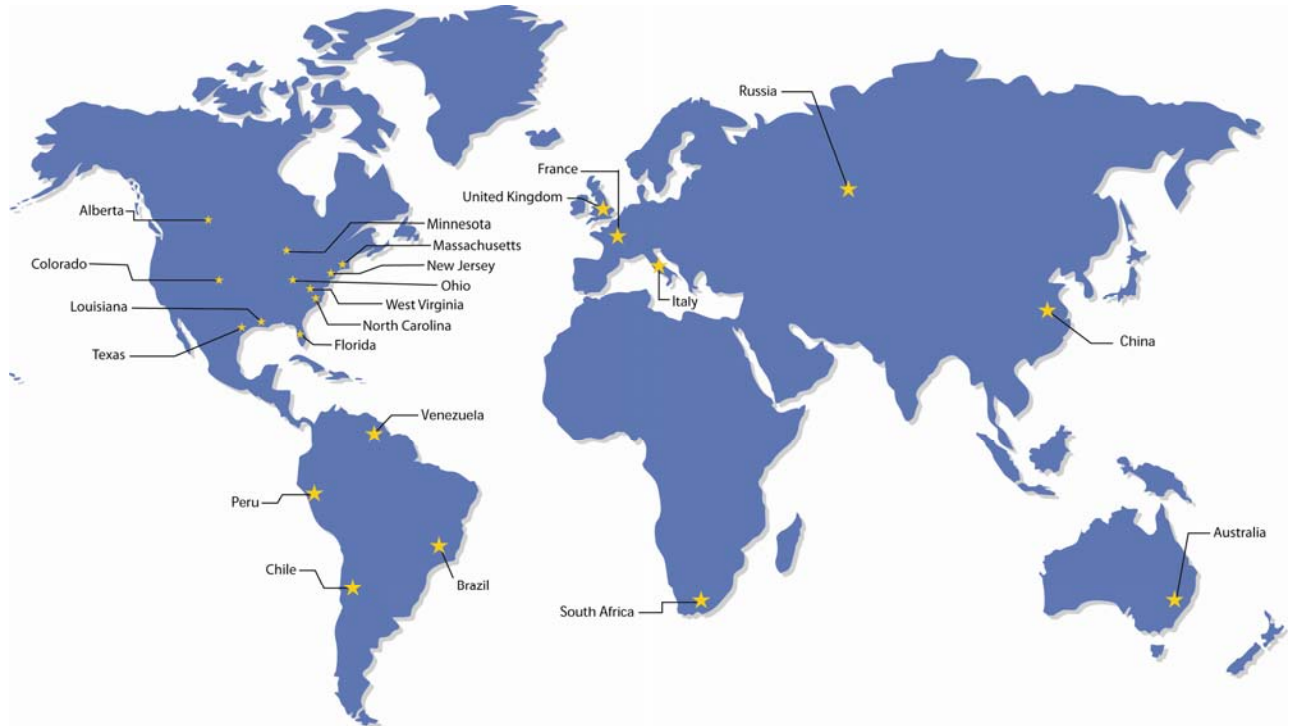 Russia
France
United Kingdom
Alberta
Minnesota
Massachusetts
Colorado
New Jersey
Ohio
Louisiana
West Virginia
Italy
North Carolina
Texas
Florida
China
Venezuela
Peru
Australia
Chile
Brazil
South Africa